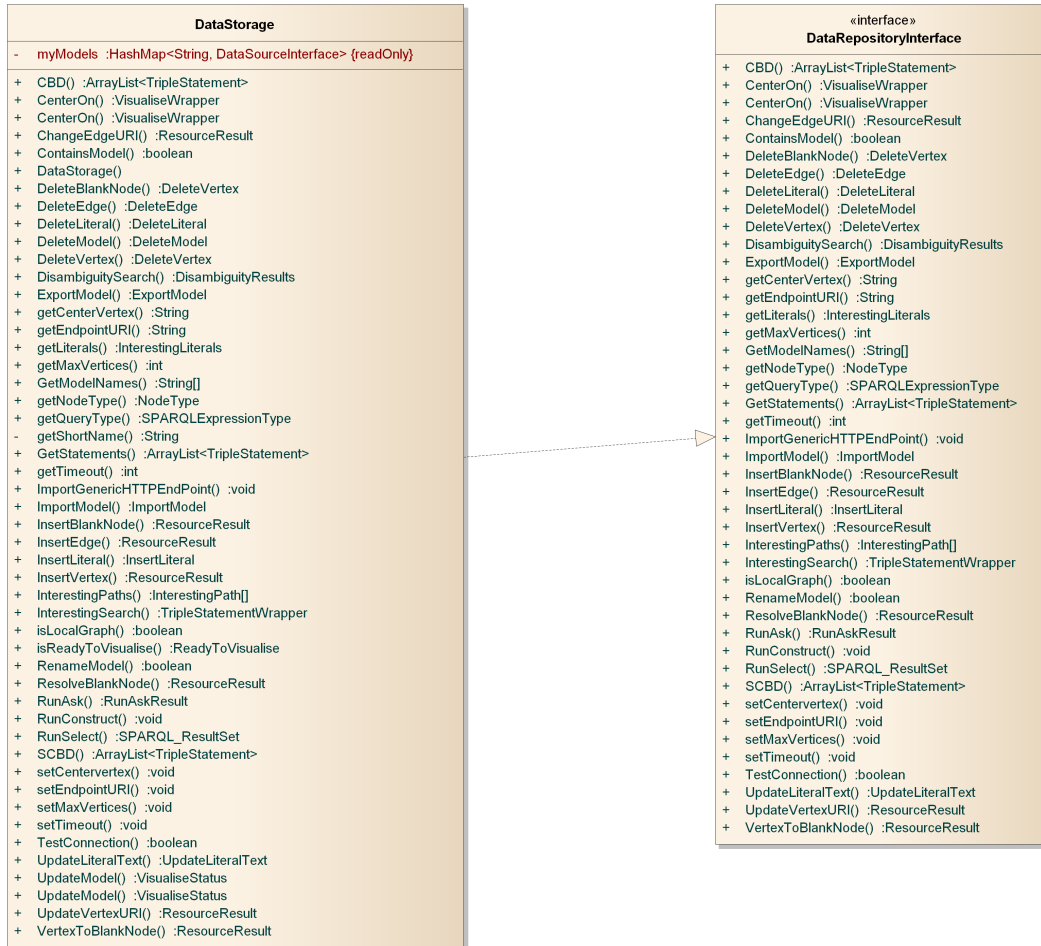 DataStorage
- myModels :HashMap<String, DataSourceInterface> {readOnly}
+ CBD() :ArrayList<TripleStatement>
+ CenterOn() :VisualiseWrapper
+ CenterOn() :VisualiseWrapper
+ ChangeEdgeURI() :ResourceResult
+ ContainsModel() :boolean
+ DataStorage()
+ DeleteBlankNode() :DeleteVertex
+ DeleteEdge() :DeleteEdge
+ DeleteLiteral() :DeleteLiteral
+ DeleteModel() :DeleteModel
+ DeleteVertex() :DeleteVertex
+ DisambiguitySearch() :DisambiguityResults
+ ExportModel() :ExportModel
+ getCenterVertex() :String
+ getEndpointURI() :String
+ getLiterals() :InterestingLiterals
+ getMaxVertices() :int
+ GetModelNames() :String[]
+ getNodeType() :NodeType
+ getQueryType() :SPARQLExpressionType
- getShortName() :String
+ GetStatements() :ArrayList<TripleStatement>
+ getTimeout() :int
+ ImportGenericHTTPEndPoint() :void
+ ImportModel() :ImportModel
+ InsertBlankNode() :ResourceResult
+ InsertEdge() :ResourceResult
+ InsertLiteral() :InsertLiteral
+ InsertVertex() :ResourceResult
+ InterestingPaths() :InterestingPath[]
+ InterestingSearch() :TripleStatementWrapper
+ isLocalGraph() :boolean
+ isReadyToVisualise() :ReadyToVisualise
+ RenameModel() :boolean
+ ResolveBlankNode() :ResourceResult
+ RunAsk() :RunAskResult
+ RunConstruct() :void
+ RunSelect() :SPARQL_ResultSet
+ SCBD() :ArrayList<TripleStatement>
+ setCentervertex() :void
+ setEndpointURI() :void
+ setMaxVertices() :void
+ setTimeout() :void
+ TestConnection() :boolean
+ UpdateLiteralText() :UpdateLiteralText
+ UpdateModel() :VisualiseStatus
+ UpdateModel() :VisualiseStatus
+ UpdateVertexURI() :ResourceResult
+ VertexToBlankNode() :ResourceResult
«interface»
DataRepositoryInterface
+ CBD() :ArrayList<TripleStatement>
+ CenterOn() :VisualiseWrapper
+ CenterOn() :VisualiseWrapper
+ ChangeEdgeURI() :ResourceResult
+ ContainsModel() :boolean
+ DeleteBlankNode() :DeleteVertex
+ DeleteEdge() :DeleteEdge
+ DeleteLiteral() :DeleteLiteral
+ DeleteModel() :DeleteModel
+ DeleteVertex() :DeleteVertex
+ DisambiguitySearch() :DisambiguityResults
+ ExportModel() :ExportModel
+ getCenterVertex() :String
+ getEndpointURI() :String
+ getLiterals() :InterestingLiterals
+ getMaxVertices() :int
+ GetModelNames() :String[]
+ getNodeType() :NodeType
+ getQueryType() :SPARQLExpressionType
+ GetStatements() :ArrayList<TripleStatement>
+ getTimeout() :int
+ ImportGenericHTTPEndPoint() :void
+ ImportModel() :ImportModel
+ InsertBlankNode() :ResourceResult
+ InsertEdge() :ResourceResult
+ InsertLiteral() :InsertLiteral
+ InsertVertex() :ResourceResult
+ InterestingPaths() :InterestingPath[]
+ InterestingSearch() :TripleStatementWrapper
+ isLocalGraph() :boolean
+ RenameModel() :boolean
+ ResolveBlankNode() :ResourceResult
+ RunAsk() :RunAskResult
+ RunConstruct() :void
+ RunSelect() :SPARQL_ResultSet
+ SCBD() :ArrayList<TripleStatement>
+ setCentervertex() :void
+ setEndpointURI() :void
+ setMaxVertices() :void
+ setTimeout() :void
+ TestConnection() :boolean
+ UpdateLiteralText() :UpdateLiteralText
+ UpdateVertexURI() :ResourceResult
+ VertexToBlankNode() :ResourceResult